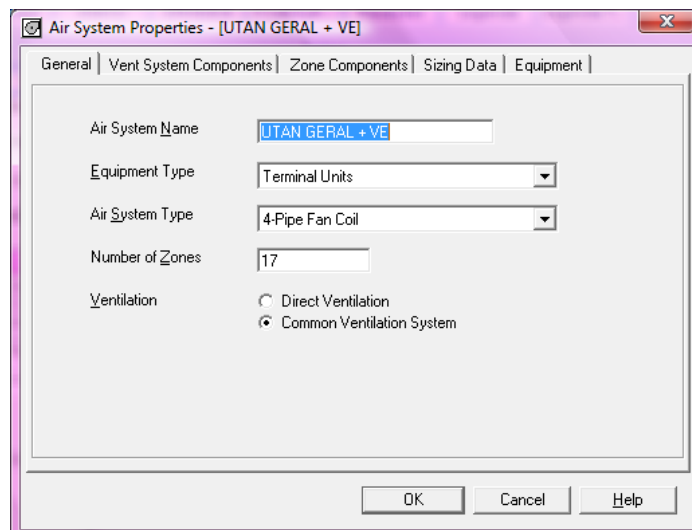 Air System Properties - [UTAN GERAL + VE]
General | Vent System Components | Zone Components | Sizing Data | Equipment |
Air System Name UTAN GERAL + VE
Equipment Type Terminal Units
Air System Type 4-Pipe Fan Coil
Number of Zones 17
Ventilation Direct Ventilation
Common Ventilation System
OK Cancel Help